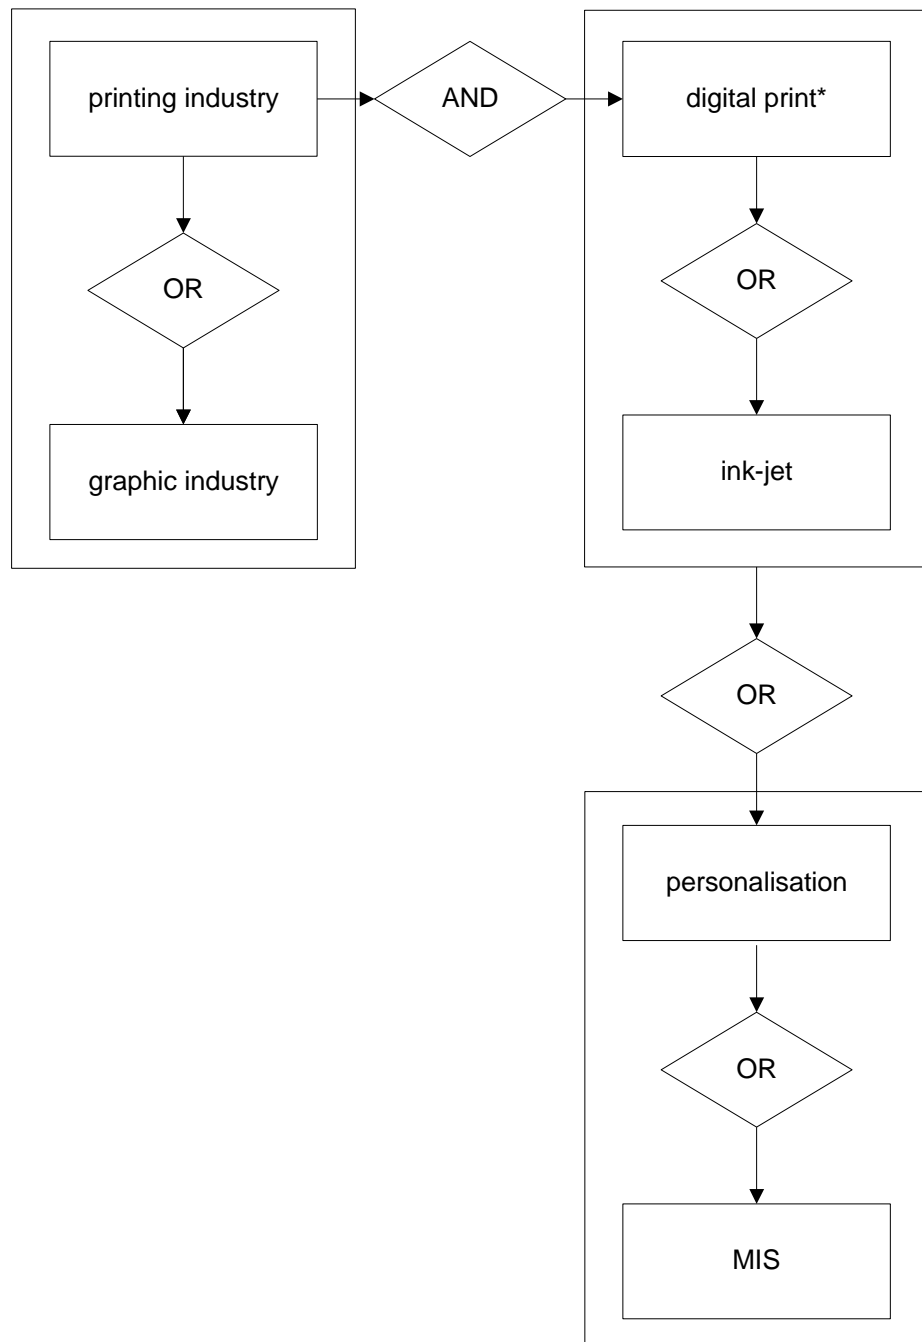 printing industry
AND
digital print*
OR
OR
graphic industry
ink-jet
OR
personalisation
OR
MIS